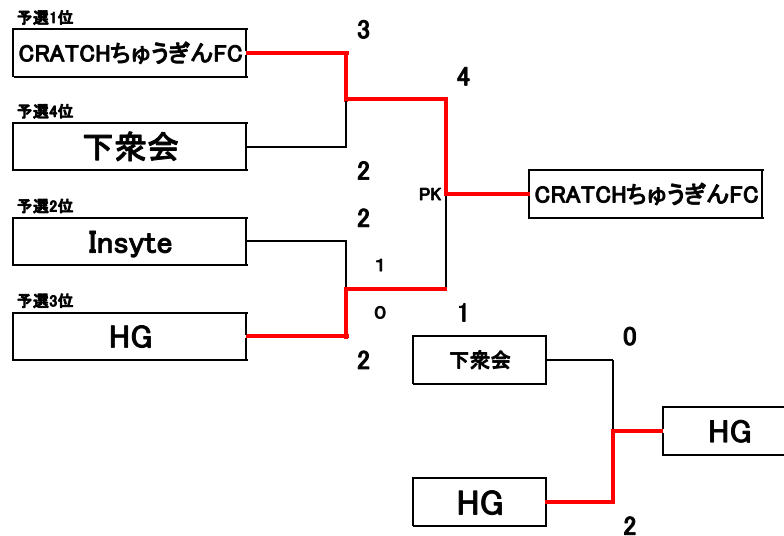 予選1位
CRATCHちゅうぎんFC
3
4
予選4位
下衆会
2
PK
CRATCHちゅうぎんFC
予選2位
2
Insyte
1
予選3位
0
1
HG
2
0
下衆会
HG
HG
2